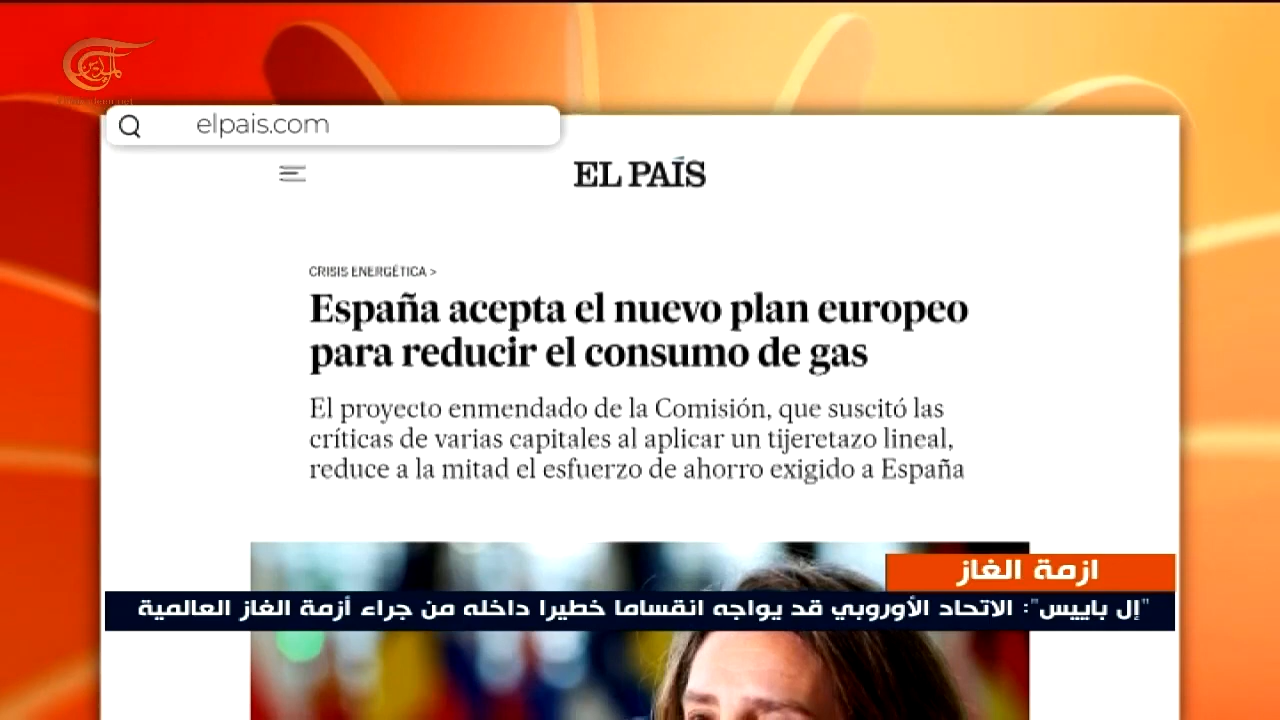 الميادين
elpais.com
EL PAÍS
CRISIS ENERGÉTICA >
España acepta el nuevo plan europeo
para reducir el consumo de gas
El proyecto enmendado de la Comisión, que suscitó las
críticas de varias capitales al aplicar un tijeretazo lineal,
reduce a la mitad el esfuerzo de ahorro exigido a España
ازمة الغاز
"إل باييس": الاتحاد الأوروبي قد يواجه انقساما خطيرا داخله من جراء أزمة الغاز العالمية